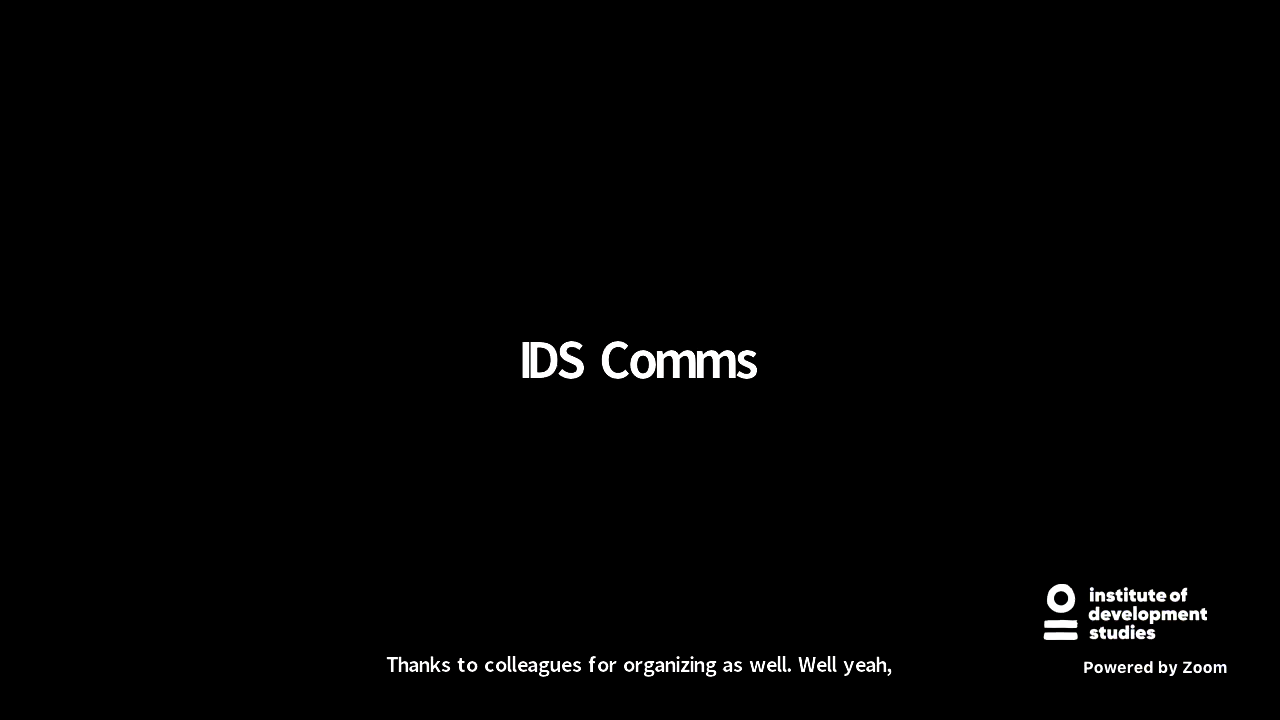 IDS Comms
institute of
development
studies
Thanks to colleagues for organizing as well. Well yeah,
Powered by Zoom